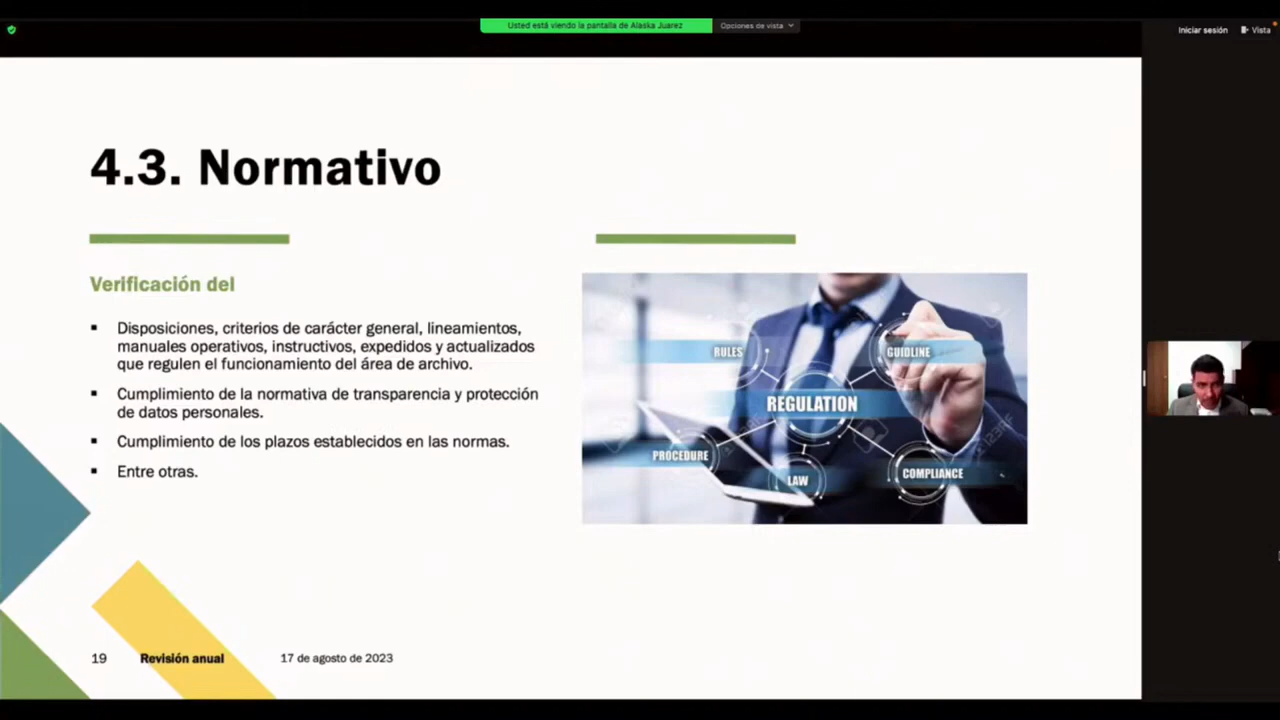 Usted está viendo la pantalla de Alaska Juarez
Opciones de vista
Iniciar sesión
Vista
4.3. Normativo
Verificación del
▪ Disposiciones, criterios de carácter general, lineamientos,
manuales operativos, instructivos, expedidos y actualizados
que regulen el funcionamiento del área de archivo.
▪ Cumplimiento de la normativa de transparencia y protección
de datos personales.
▪ Cumplimiento de los plazos establecidos en las normas.
▪ Entre otras.
RULES
GUIDLINE
REGULATION
PROCEDURE
LAW
COMPLIANCE
123RF
19
Revisión anual
17 de agosto de 2023